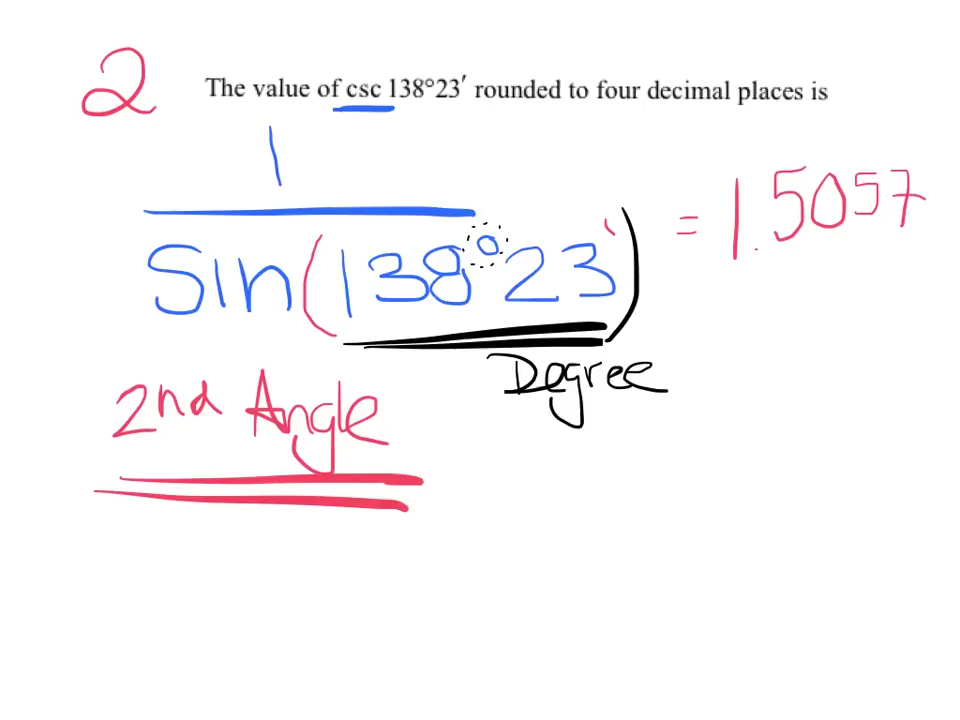 2 The value of csc 138°23′ rounded to four decimal places is
1
Sin(138°23′) = 1.5057
Degree
2nd Angle